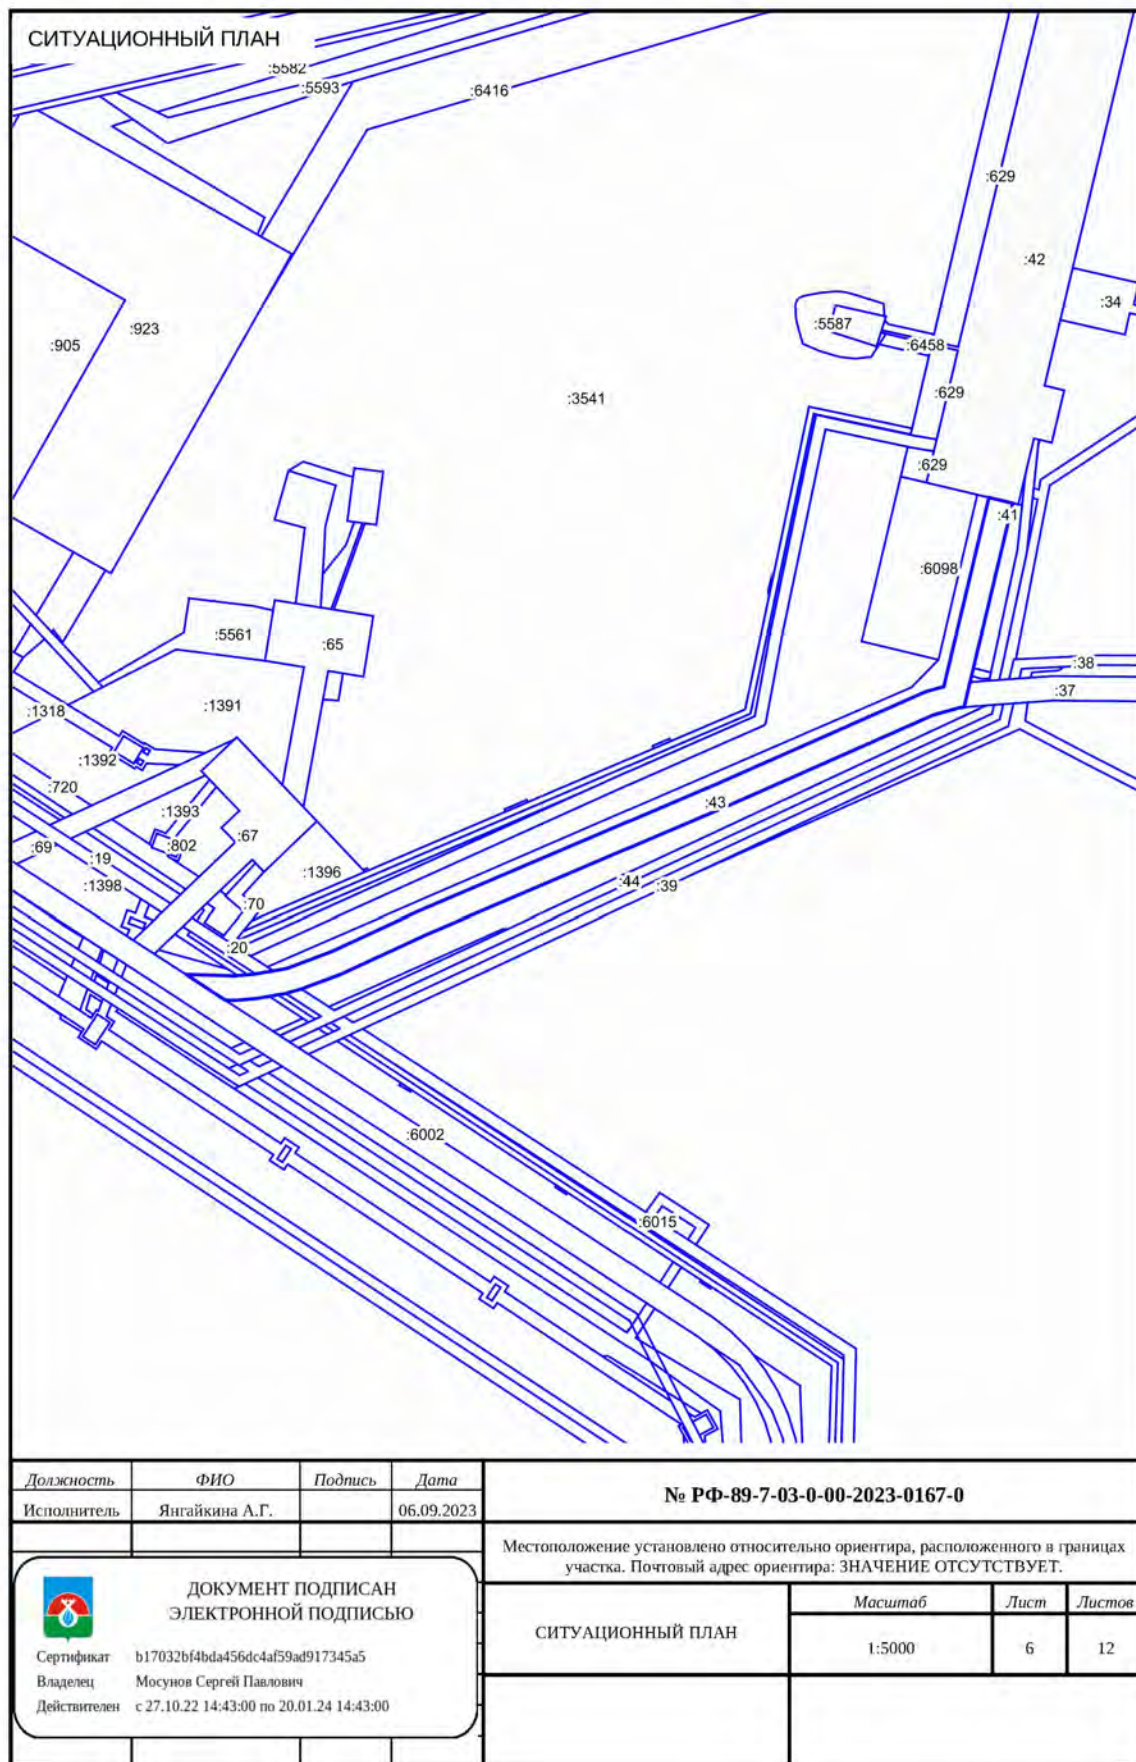 СИТУАЦИОННЫЙ ПЛАН
:5582
:5593
:6416
:629
:42
:34
:5587
:923
:905
:6458
:629
:3541
:629
:41
:6098
:5561
:65
:38
:37
:1318
:1391
:1392
:720
:1393
:43
:67
:69
:802
:19
:1396
:1398
:44
:39
:70
:20
:6002
:6015
Должность ФИО Подпись Дата
Исполнитель Янгайкина А.Г. 06.09.2023
№ РФ-89-7-03-0-00-2023-0167-0
Местоположение установлено относительно ориентира, расположенного в границах
участка. Почтовый адрес ориентира: ЗНАЧЕНИЕ ОТСУТСТВУЕТ.
СИТУАЦИОННЫЙ ПЛАН
Масштаб Лист Листов
1:5000 6 12
ДОКУМЕНТ ПОДПИСАН
ЭЛЕКТРОННОЙ ПОДПИСЬЮ
Сертификат b17032bf4bda456dc4af59ad917345a5
Владелец Мосунов Сергей Павлович
Действителен с 27.10.22 14:43:00 по 20.01.24 14:43:00